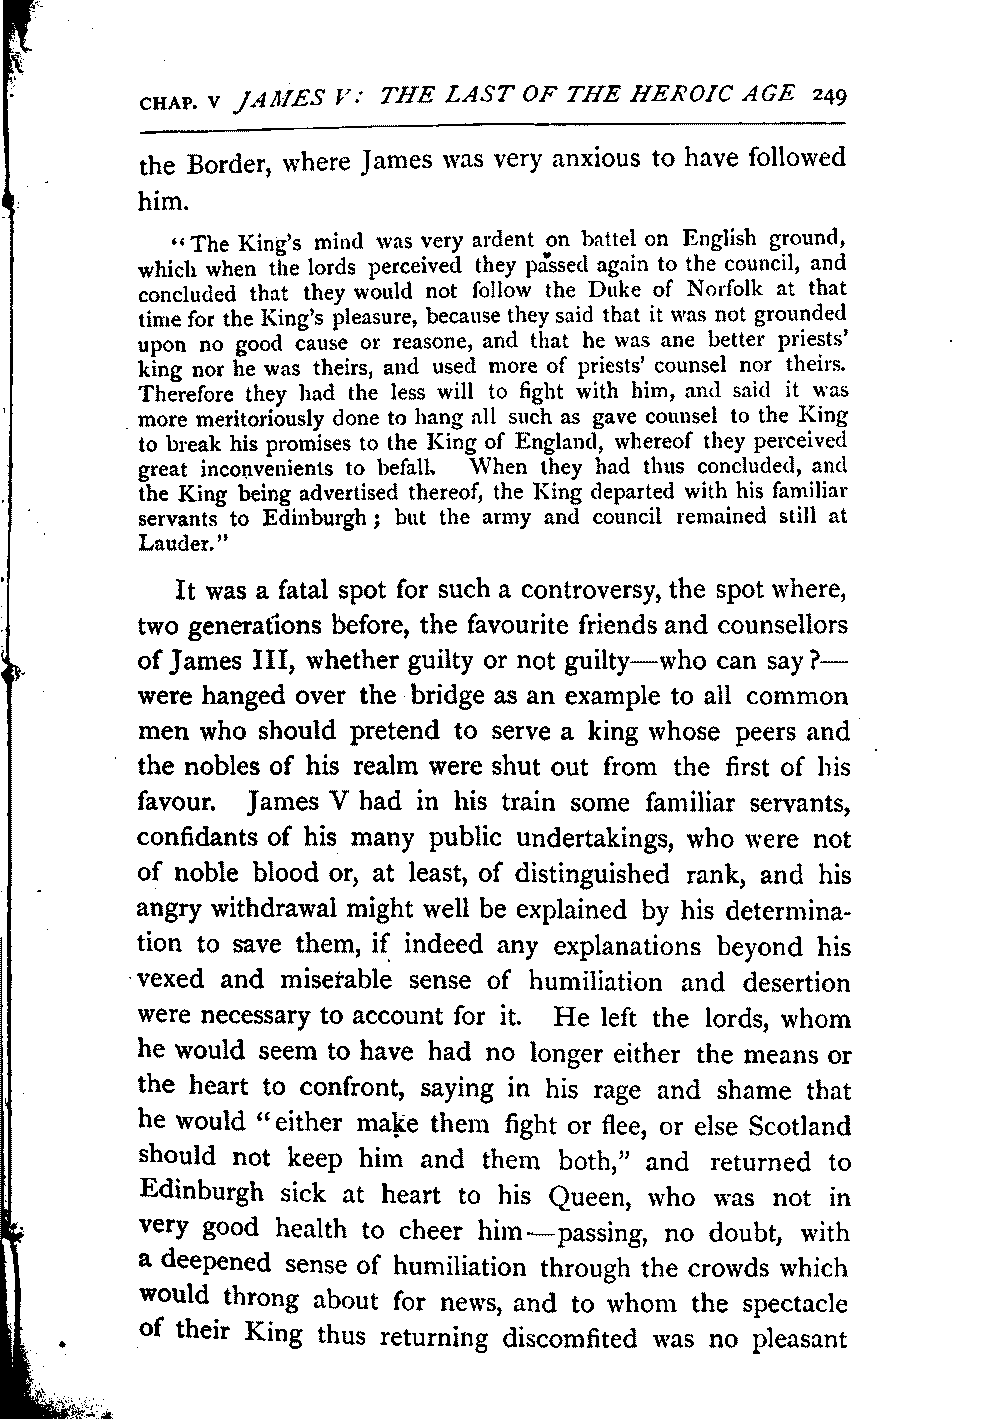 CHAP. V JAMES V: THE LAST OF THE HEROIC AGE 249
the Border, where James was very anxious to have followed
him.
"The King's mind was very ardent on battel on English ground,
which when the lords perceived they passed again to the council, and
concluded that they would not follow the Duke of Norfolk at that
time for the King's pleasure, because they said that it was not grounded
upon no good cause or reasone, and that he was ane better priests'
king nor he was theirs, and used more of priests' counsel nor theirs.
Therefore they had the less will to fight with him, and said it was
more meritoriously done to hang all such as gave counsel to the King
to break his promises to the King of England, whereof they perceived
great inconvenients to befall. When they had thus concluded, and
the King being advertised thereof, the King departed with his familiar
servants to Edinburgh; but the army and council remained still at
Lauder."
It was a fatal spot for such a controversy, the spot where,
two generations before, the favourite friends and counsellors
of James III, whether guilty or not guilty—who can say?—
were hanged over the bridge as an example to all common
men who should pretend to serve a king whose peers and
the nobles of his realm were shut out from the first of his
favour. James V had in his train some familiar servants,
confidants of his many public undertakings, who were not
of noble blood or, at least, of distinguished rank, and his
angry withdrawal might well be explained by his determina-
tion to save them, if indeed any explanations beyond his
vexed and miserable sense of humiliation and desertion
were necessary to account for it. He left the lords, whom
he would seem to have had no longer either the means or
the heart to confront, saying in his rage and shame that
he would "either make them fight or flee, or else Scotland
should not keep him and them both," and returned to
Edinburgh sick at heart to his Queen, who was not in
very good health to cheer him—passing, no doubt, with
a deepened sense of humiliation through the crowds which
would throng about for news, and to whom the spectacle
of their King thus returning discomfited was no pleasant